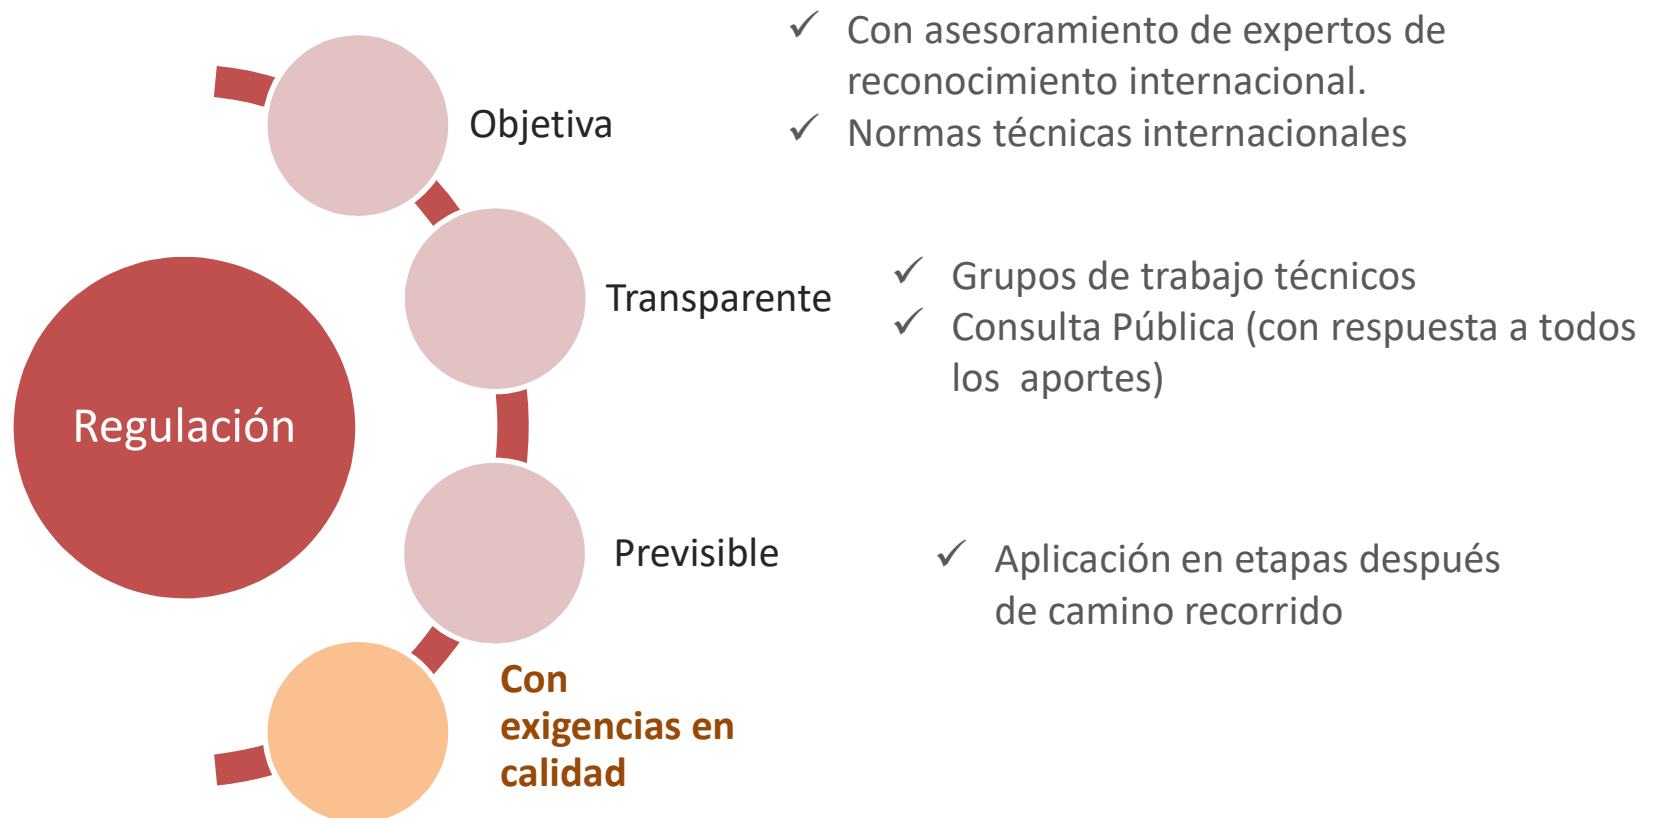 ✓ Con asesoramiento de expertos de
reconocimiento internacional.
✓ Normas técnicas internacionales
Objetiva
✓ Grupos de trabajo técnicos
✓ Consulta Pública (con respuesta a todos
los aportes)
Transparente
Regulación
Previsible
✓ Aplicación en etapas después
de camino recorrido
Con
exigencias en
calidad